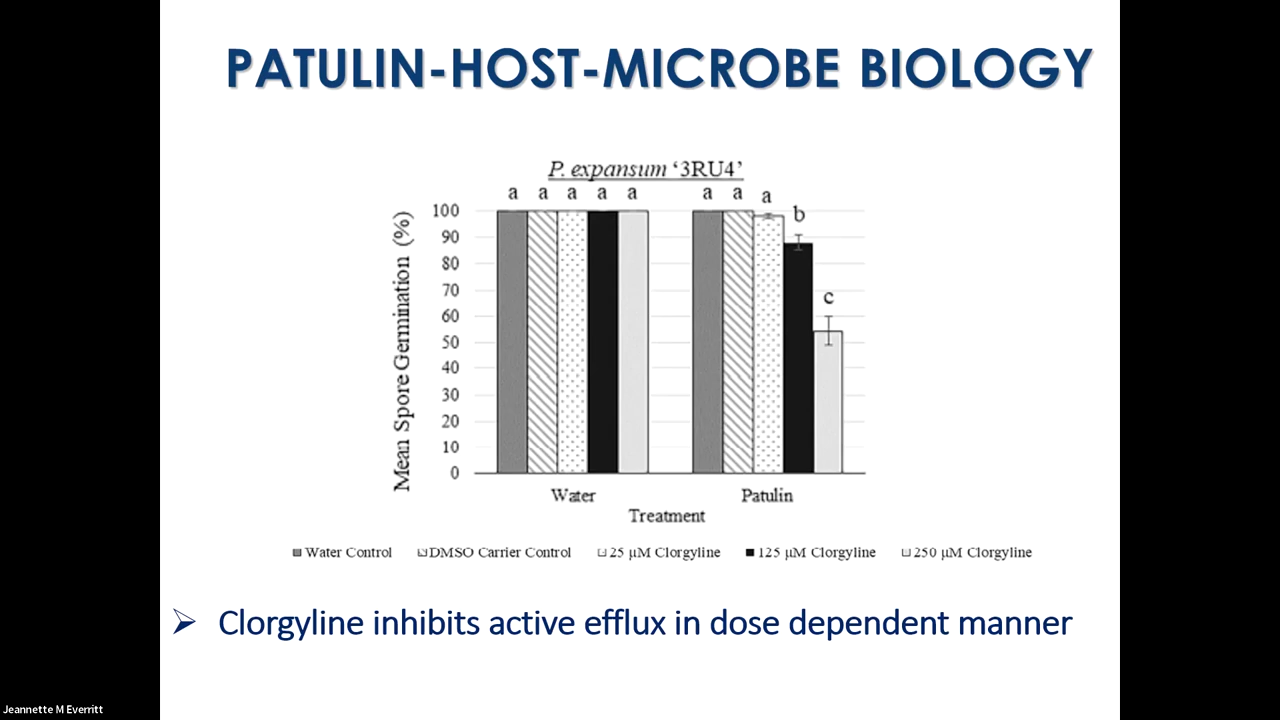 PATULIN-HOST-MICROBE BIOLOGY
P. expansum ‘3RU4’
a a a a a a a a b c
Mean Spore Germination (%)
100
90
80
70
60
50
40
30
20
10
0
Water Patulin
Treatment
Water Control DMSO Carrier Control 25 µM Clorgyline 125 µM Clorgyline 250 µM Clorgyline
➢ Clorgyline inhibits active efflux in dose dependent manner
Jeannette M Everritt